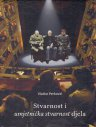 Vlatko Perković
Stvarnost i
umjetnička stvarnost djela